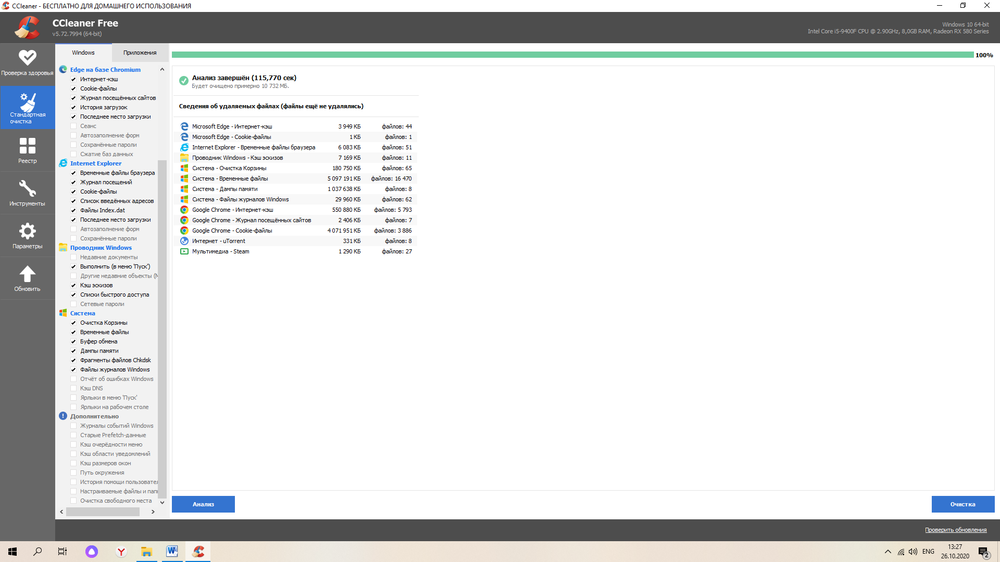 CCleaner - БЕСПЛАТНО ДЛЯ ДОМАШНЕГО ИСПОЛЬЗОВАНИЯ
CCleaner Free
v5.72.7994 (64-bit)
Windows 10 64-bit
Intel Core i5-9400F CPU @ 2.90GHz, 8,0GB RAM, Radeon RX 580 Series
Проверка здоровья
Стандартная
очистка
Реестр
Инструменты
Параметры
Обновить
Windows
Приложения
Edge на базе Chromium
Интернет-кэш
Cookie-файлы
Журнал посещённых сайтов
История загрузок
Последнее место загрузки
Сеанс
Автозаполнение форм
Сохранённые пароли
Сжатие баз данных
Internet Explorer
Временные файлы браузера
Журнал посещений
Cookie-файлы
Список введённых адресов
Файлы Index.dat
Последнее место загрузки
Автозаполнение форм
Сохранённые пароли
Проводник Windows
Недавние документы
Выполнить (в меню 'Пуск')
Другие недавние объекты (
Кэш эскизов
Списки быстрого доступа
Сетевые пароли
Система
Очистка Корзины
Временные файлы
Буфер обмена
Дампы памяти
Фрагменты файлов Chkdsk
Файлы журналов Windows
Отчёт об ошибках Windows
Кэш DNS
Ярлыки в меню 'Пуск'
Ярлыки на рабочем столе
Дополнительно
Журналы событий Windows
Старые Prefetch-данные
Кэш очерёдности меню
Кэш области уведомлений
Кэш размеров окон
Путь окружения
История помощи пользовател
Настраиваемые файлы и пап
Очистка свободного места
100%
Анализ завершён (115,770 сек)
Будет очищено примерно 10 732 МБ.
Сведения об удаляемых файлах (файлы ещё не удалялись)
Microsoft Edge - Интернет-кэш 3 949 КБ файлов: 44
Microsoft Edge - Cookie-файлы 1 КБ файлов: 1
Internet Explorer - Временные файлы браузера 6 083 КБ файлов: 51
Проводник Windows - Кэш эскизов 7 169 КБ файлов: 11
Система - Очистка Корзины 180 750 КБ файлов: 65
Система - Временные файлы 5 097 191 КБ файлов: 16 470
Система - Дампы памяти 1 037 638 КБ файлов: 8
Система - Файлы журналов Windows 29 960 КБ файлов: 62
Google Chrome - Интернет-кэш 550 880 КБ файлов: 5 793
Google Chrome - Журнал посещённых сайтов 2 406 КБ файлов: 7
Google Chrome - Cookie-файлы 4 071 951 КБ файлов: 3 886
Интернет - uTorrent 331 КБ файлов: 8
Мультимедиа - Steam 1 290 КБ файлов: 27
Анализ
Очистка
Проверить обновления
ENG
13:27
26.10.2020
2